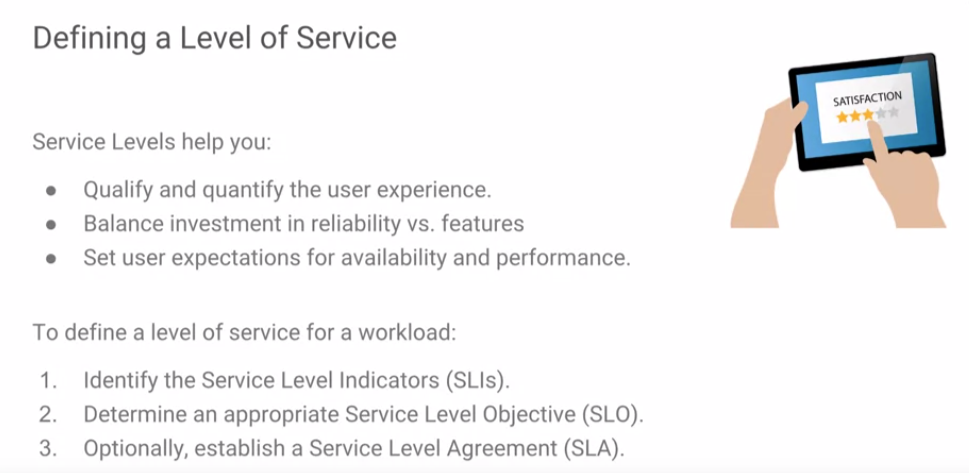 Defining a Level of Service
SATISFACTION
Service Levels help you:
● Qualify and quantify the user experience.
● Balance investment in reliability vs. features
● Set user expectations for availability and performance.
To define a level of service for a workload:
1. Identify the Service Level Indicators (SLIs).
2. Determine an appropriate Service Level Objective (SLO).
3. Optionally, establish a Service Level Agreement (SLA).